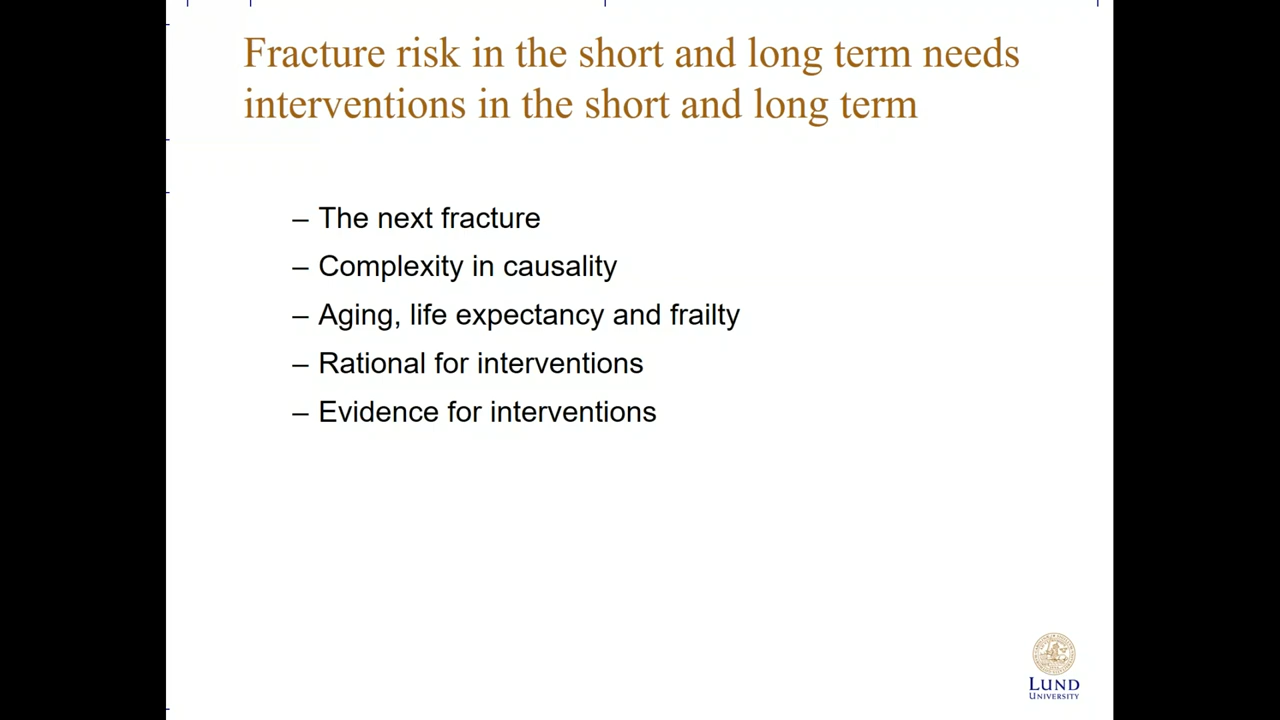 Fracture risk in the short and long term needs
interventions in the short and long term
– The next fracture
– Complexity in causality
– Aging, life expectancy and frailty
– Rational for interventions
– Evidence for interventions
LUND
UNIVERSITY